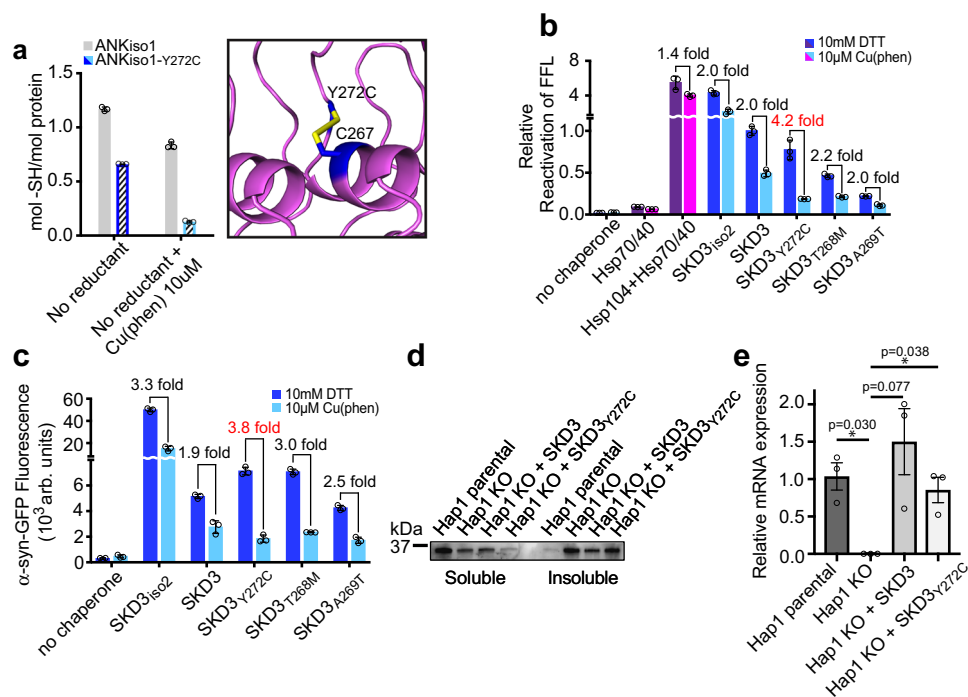 a
ANKiso1
ANKiso1-Y272C
mol -SH/mol protein
1.5
1.0
0.5
0.0
No reductant
No reductant +
Cu(phen) 10uM
Y272C
C267
b
10mM DTT
10μM Cu(phen)
Relative
Reactivation of FFL
8
4
1.0
0.5
0.0
1.4 fold
2.0 fold
2.0 fold
4.2 fold
2.2 fold
2.0 fold
no chaperone
Hsp70/40
Hsp104+Hsp70/40
SKD3iso2
SKD3
SKD3Y272C
SKD3T268M
SKD3A269T
c
10mM DTT
10μM Cu(phen)
α-syn-GFP Fluorescence
(10³ arb. units)
60
40
20
6
4
2
0
3.3 fold
1.9 fold
3.8 fold
3.0 fold
2.5 fold
no chaperone
SKD3iso2
SKD3
SKD3Y272C
SKD3T268M
SKD3A269T
d
Hap1 parental
Hap1 KO
Hap1 KO + SKD3
Hap1 KO + SKD3Y272C
Hap1 parental
Hap1 KO
Hap1 KO + SKD3
Hap1 KO + SKD3Y272C
kDa
37
Soluble
Insoluble
e
Relative mRNA expression
2.0
1.5
1.0
0.5
0.0
p=0.038
*
p=0.077
p=0.030
*
Hap1 parental
Hap1 KO
Hap1 KO + SKD3
Hap1 KO + SKD3Y272C